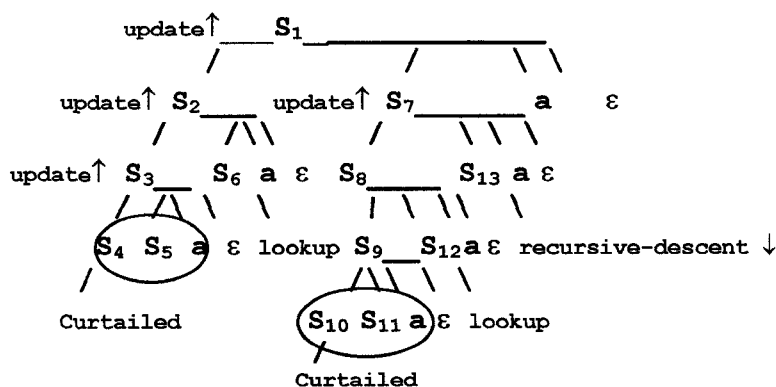 update↑ S₁
update↑ S₂ update↑ S₇ a ε
update↑ S₃ S₆ a ε S₈ S₁₃ a ε
S₄ S₅ a ε lookup S₉ S₁₂ a ε recursive-descent ↓
Curtailed S₁₀ S₁₁ a ε lookup
Curtailed